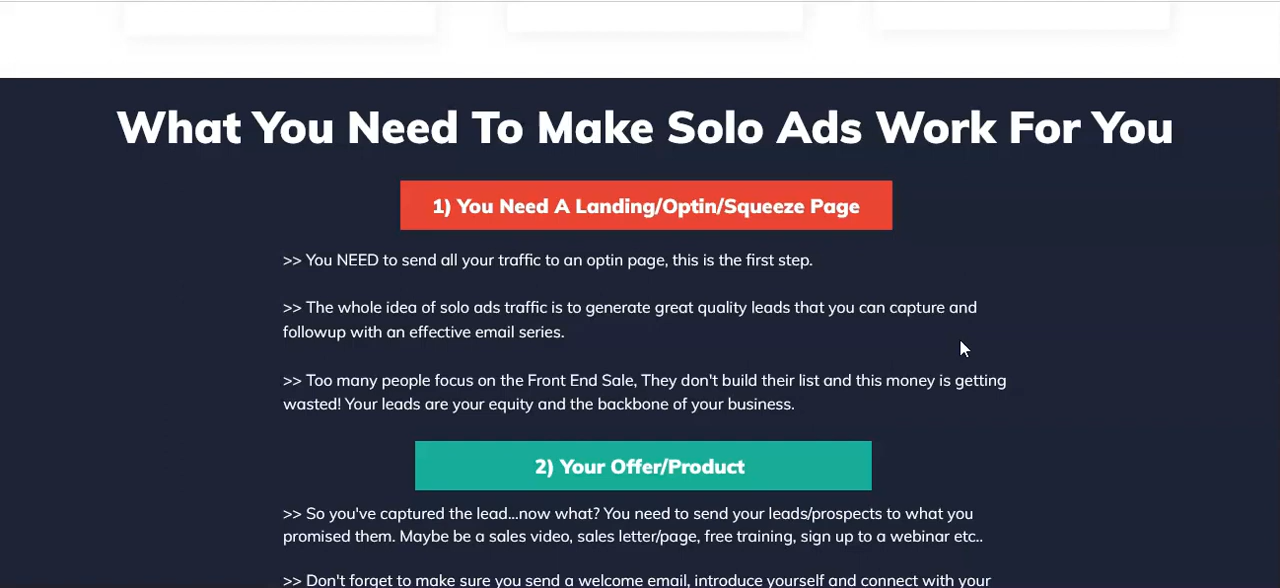 What You Need To Make Solo Ads Work For You
1) You Need A Landing/Optin/Squeeze Page
>> You NEED to send all your traffic to an optin page, this is the first step.
>> The whole idea of solo ads traffic is to generate great quality leads that you can capture and
followup with an effective email series.
>> Too many people focus on the Front End Sale, They don't build their list and this money is getting
wasted! Your leads are your equity and the backbone of your business.
2) Your Offer/Product
>> So you've captured the lead...now what? You need to send your leads/prospects to what you
promised them. Maybe be a sales video, sales letter/page, free training, sign up to a webinar etc..
>> Don't forget to make sure you send a welcome email, introduce yourself and connect with your